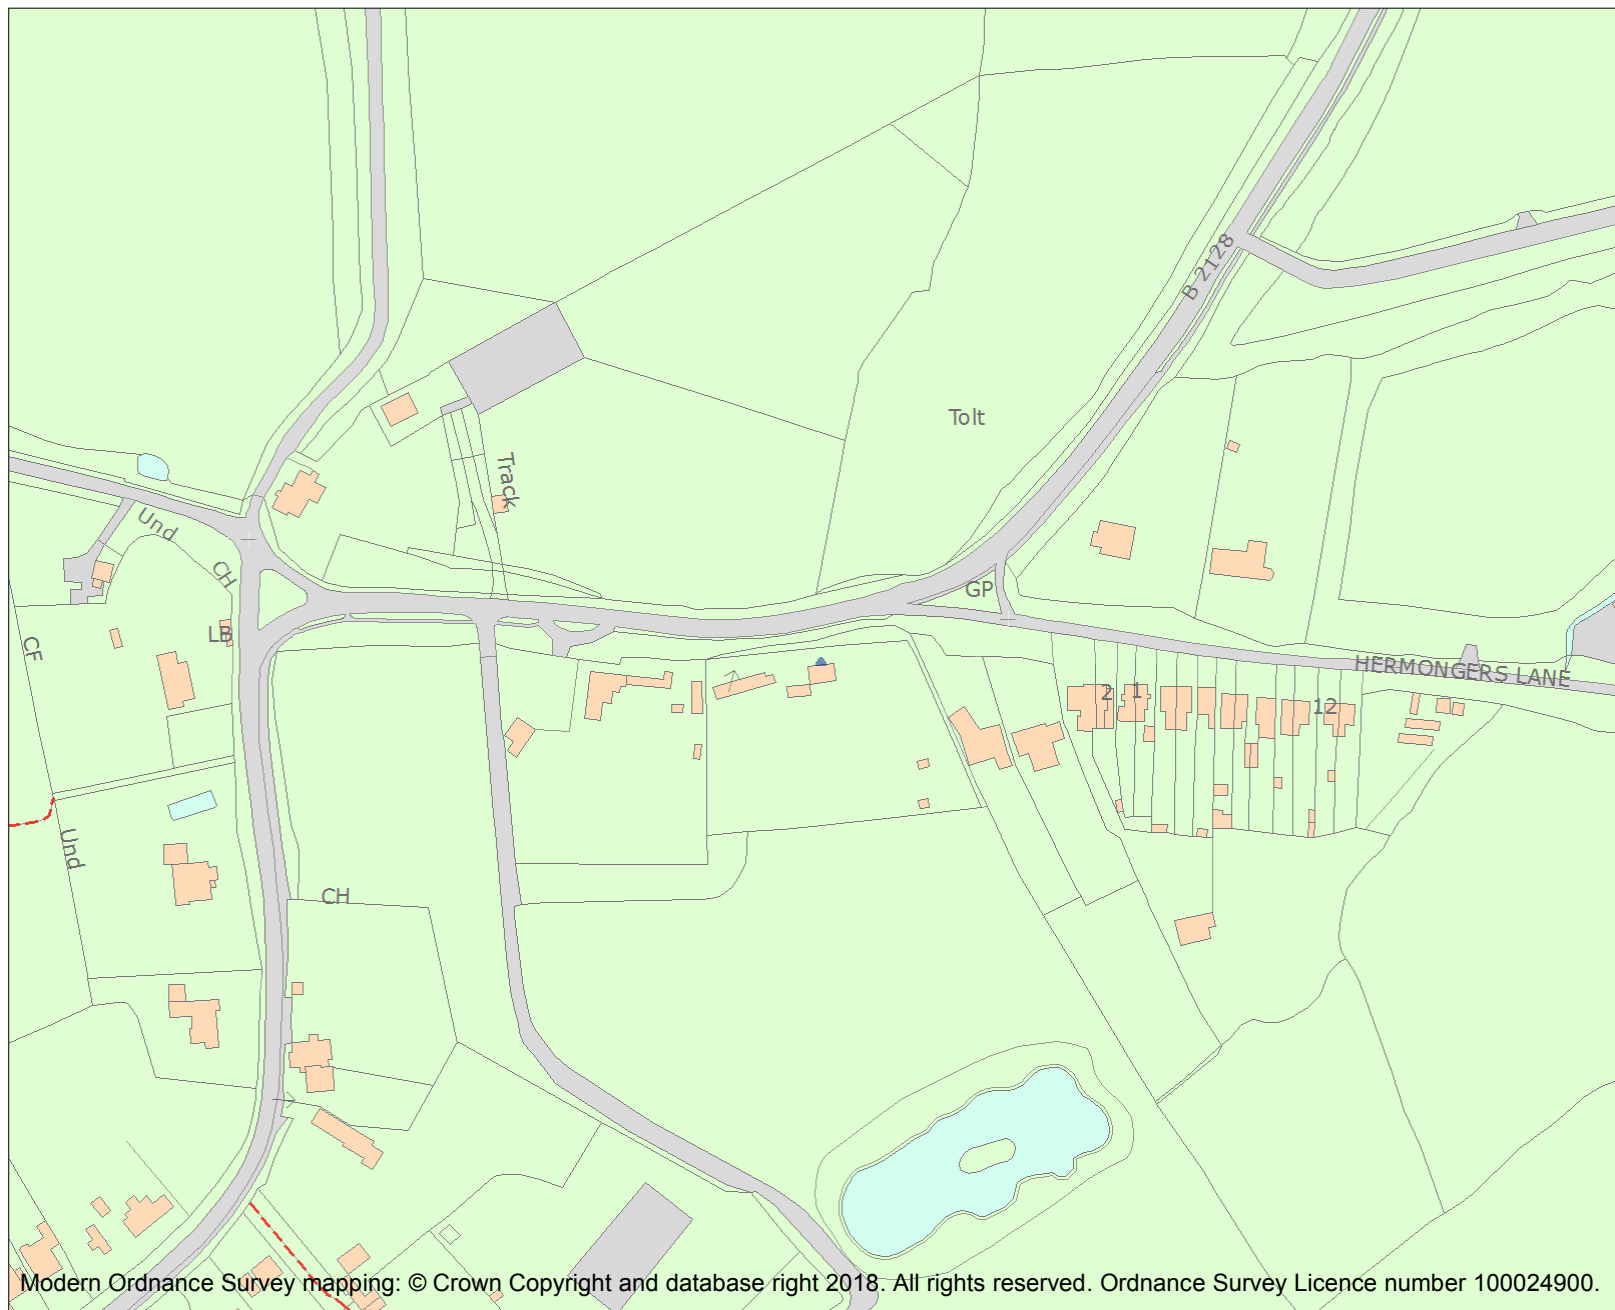 B 2128
Tolt
Track
Und
CH
GP
LB
CF
HERMONGERS LANE
2
1
12
Und
CH
Modern Ordnance Survey mapping: © Crown Copyright and database right 2018. All rights reserved. Ordnance Survey Licence number 100024900.